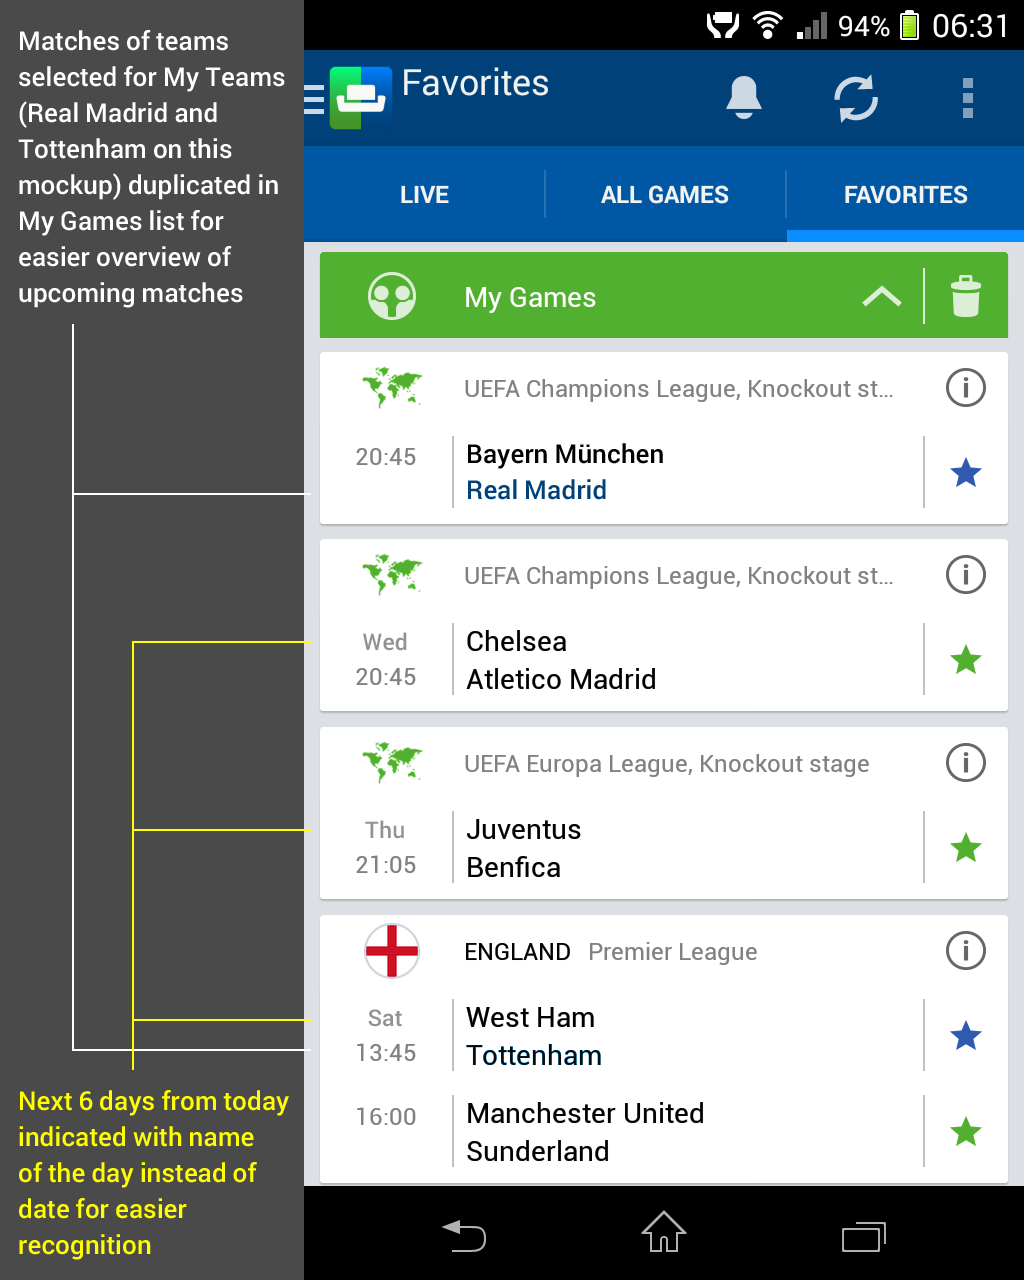 Matches of teams
selected for My Teams
(Real Madrid and
Tottenham on this
mockup) duplicated in
My Games list for
easier overview of
upcoming matches
Next 6 days from today
indicated with name
of the day instead of
date for easier
recognition
94% 06:31
Favorites
LIVE ALL GAMES FAVORITES
My Games
UEFA Champions League, Knockout st...
20:45 Bayern München
Real Madrid
UEFA Champions League, Knockout st...
Wed Chelsea
20:45 Atletico Madrid
UEFA Europa League, Knockout stage
Thu Juventus
21:05 Benfica
ENGLAND Premier League
Sat West Ham
13:45 Tottenham
16:00 Manchester United
Sunderland